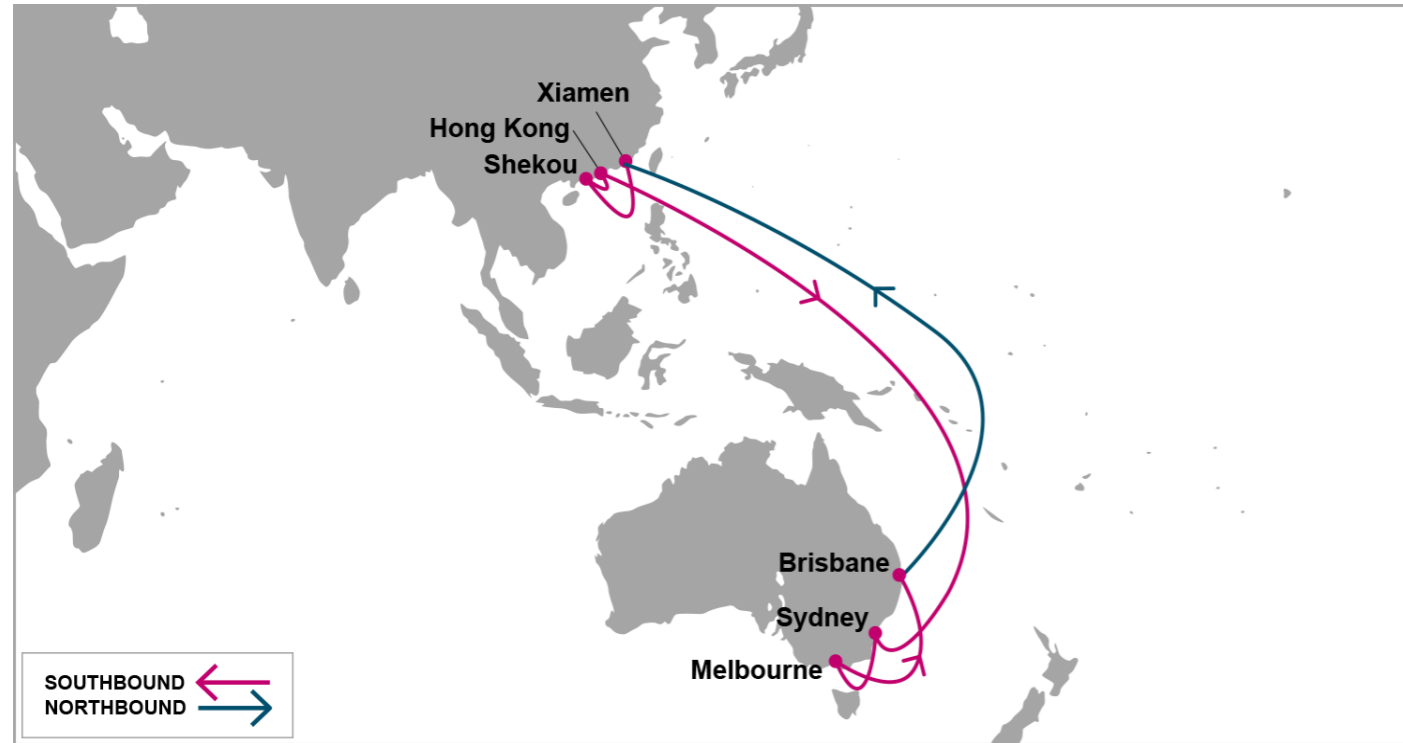 Xiamen
Hong Kong
Shekou
Brisbane
Sydney
Melbourne
SOUTHBOUND
NORTHBOUND